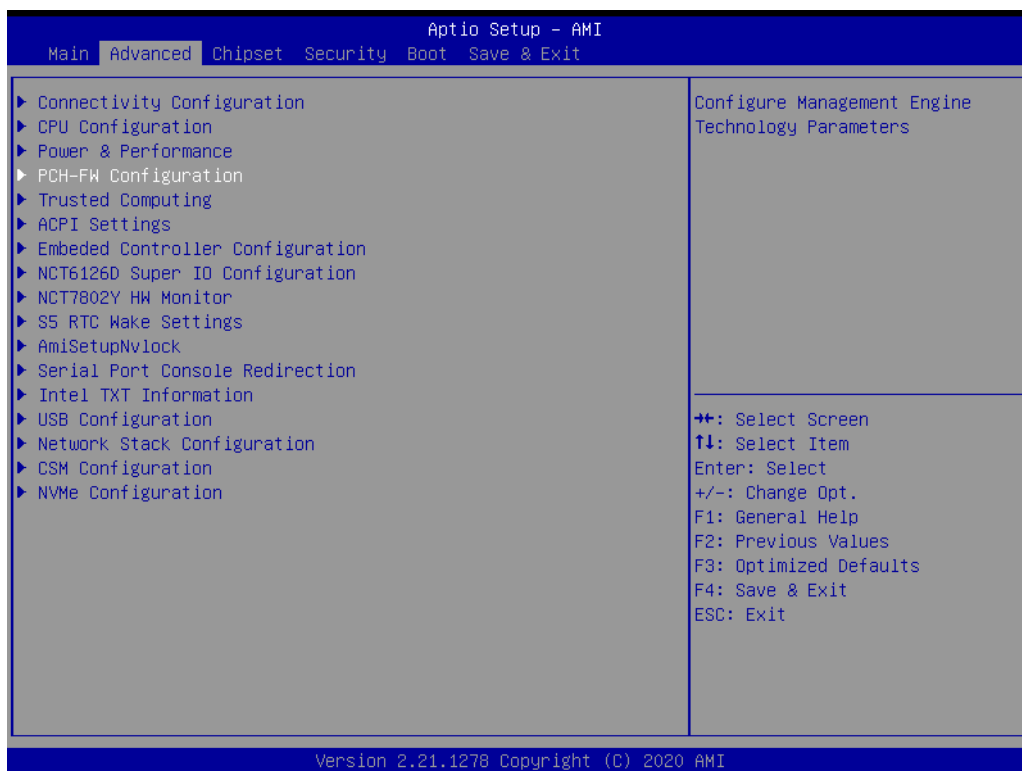 Aptio Setup – AMI
Main Advanced Chipset Security Boot Save & Exit
▶ Connectivity Configuration
▶ CPU Configuration
▶ Power & Performance
▶ PCH-FW Configuration
▶ Trusted Computing
▶ ACPI Settings
▶ Embeded Controller Configuration
▶ NCT6126D Super IO Configuration
▶ NCT7802Y HW Monitor
▶ S5 RTC Wake Settings
▶ AmiSetupNvlock
▶ Serial Port Console Redirection
▶ Intel TXT Information
▶ USB Configuration
▶ Network Stack Configuration
▶ CSM Configuration
▶ NVMe Configuration
Configure Management Engine
Technology Parameters
→←: Select Screen
↑↓: Select Item
Enter: Select
+/-: Change Opt.
F1: General Help
F2: Previous Values
F3: Optimized Defaults
F4: Save & Exit
ESC: Exit
Version 2.21.1278 Copyright (C) 2020 AMI